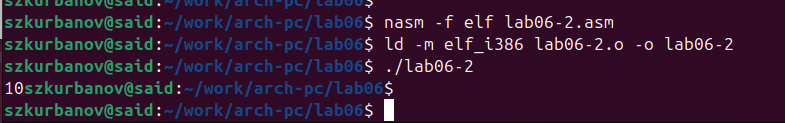 szkurbanov@said:~/work/arch-pc/lab06$ nasm -f elf lab06-2.asm
szkurbanov@said:~/work/arch-pc/lab06$ ld -m elf_i386 lab06-2.o -o lab06-2
szkurbanov@said:~/work/arch-pc/lab06$ ./lab06-2
10szkurbanov@said:~/work/arch-pc/lab06$
szkurbanov@said:~/work/arch-pc/lab06$